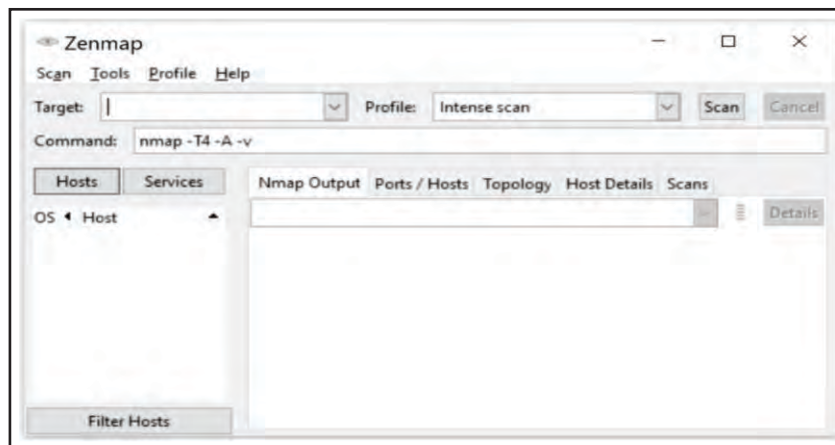 Zenmap
Scan Tools Profile Help
Target: Profile: Intense scan Scan Cancel
Command: nmap -T4 -A -v
Hosts Services Nmap Output Ports / Hosts Topology Host Details Scans
OS Host Details
Filter Hosts